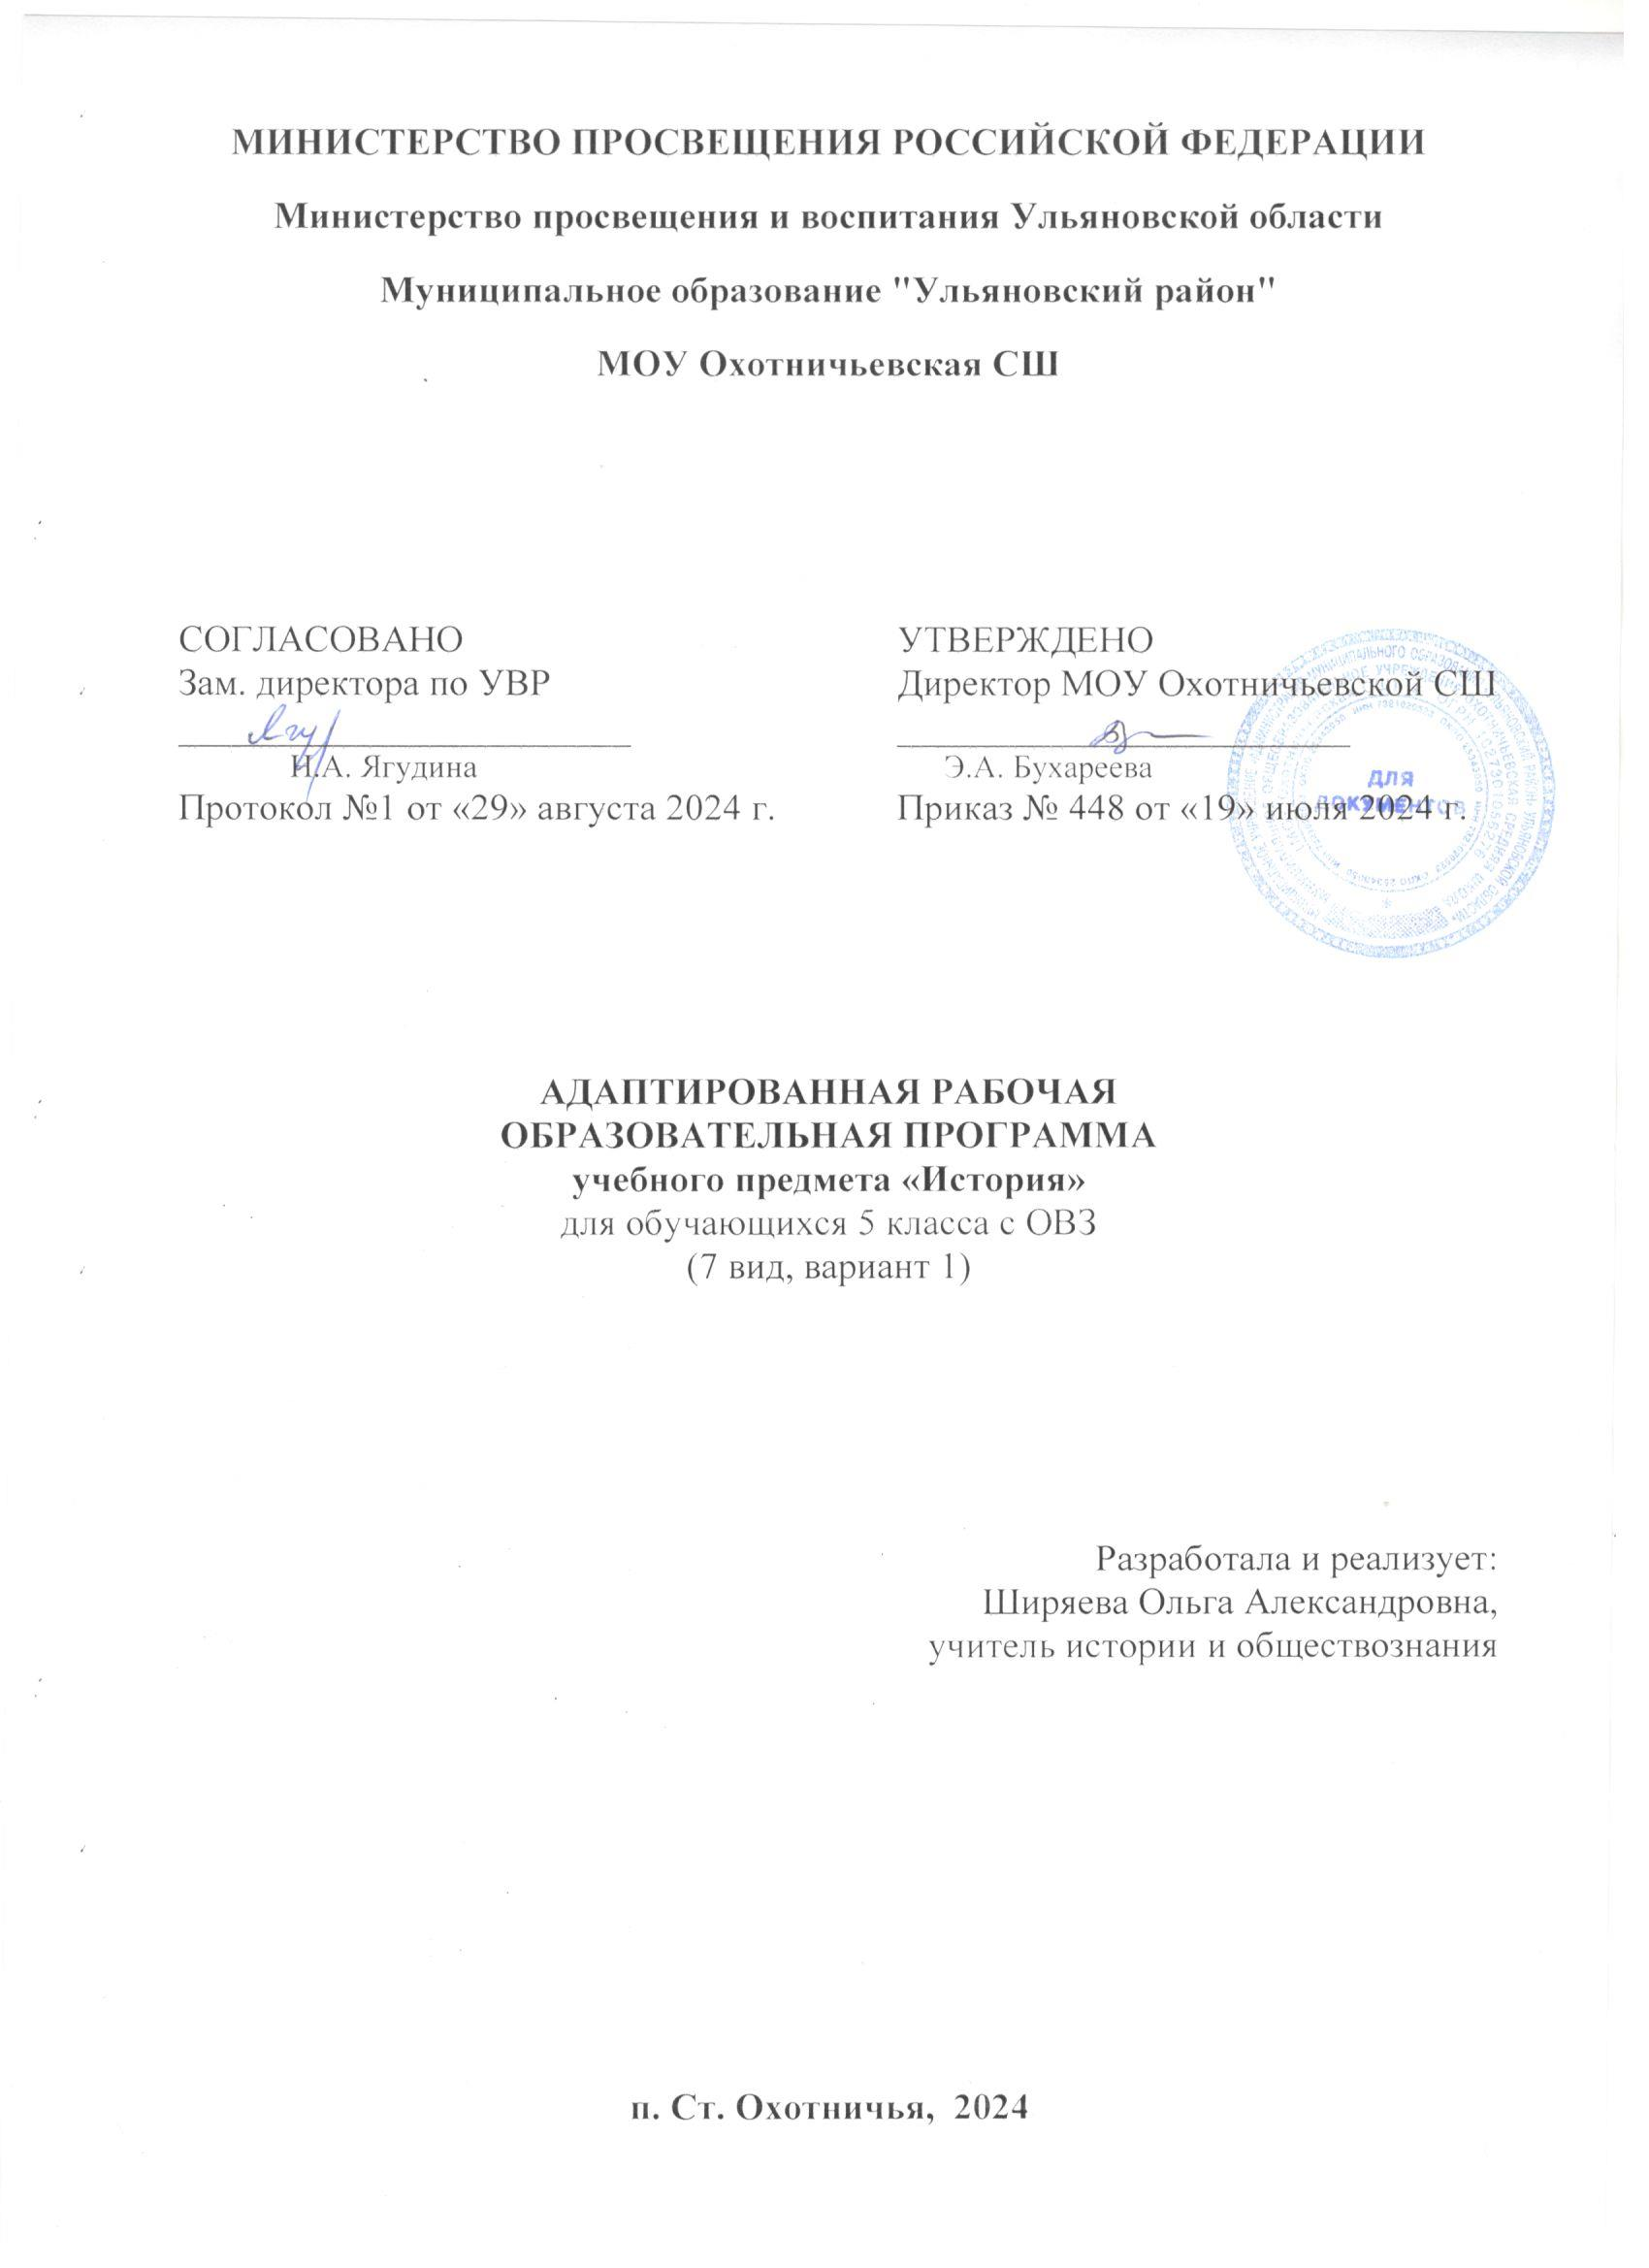 МИНИСТЕРСТВО ПРОСВЕЩЕНИЯ РОССИЙСКОЙ ФЕДЕРАЦИИ
Министерство просвещения и воспитания Ульяновской области
Муниципальное образование "Ульяновский район"
МОУ Охотничьевская СШ
СОГЛАСОВАНО
Зам. директора по УВР
Н.А. Ягудина
Протокол №1 от «29» августа 2024 г.
УТВЕРЖДЕНО
Директор МОУ Охотничьевской СШ
Э.А. Бухареева
Приказ № 448 от «19» июля 2024 г.
ДЛЯ
ДОКУМЕНТОВ
АДАПТИРОВАННАЯ РАБОЧАЯ
ОБРАЗОВАТЕЛЬНАЯ ПРОГРАММА
учебного предмета «История»
для обучающихся 5 класса с ОВЗ
(7 вид, вариант 1)
Разработала и реализует:
Ширяева Ольга Александровна,
учитель истории и обществознания
п. Ст. Охотничья, 2024